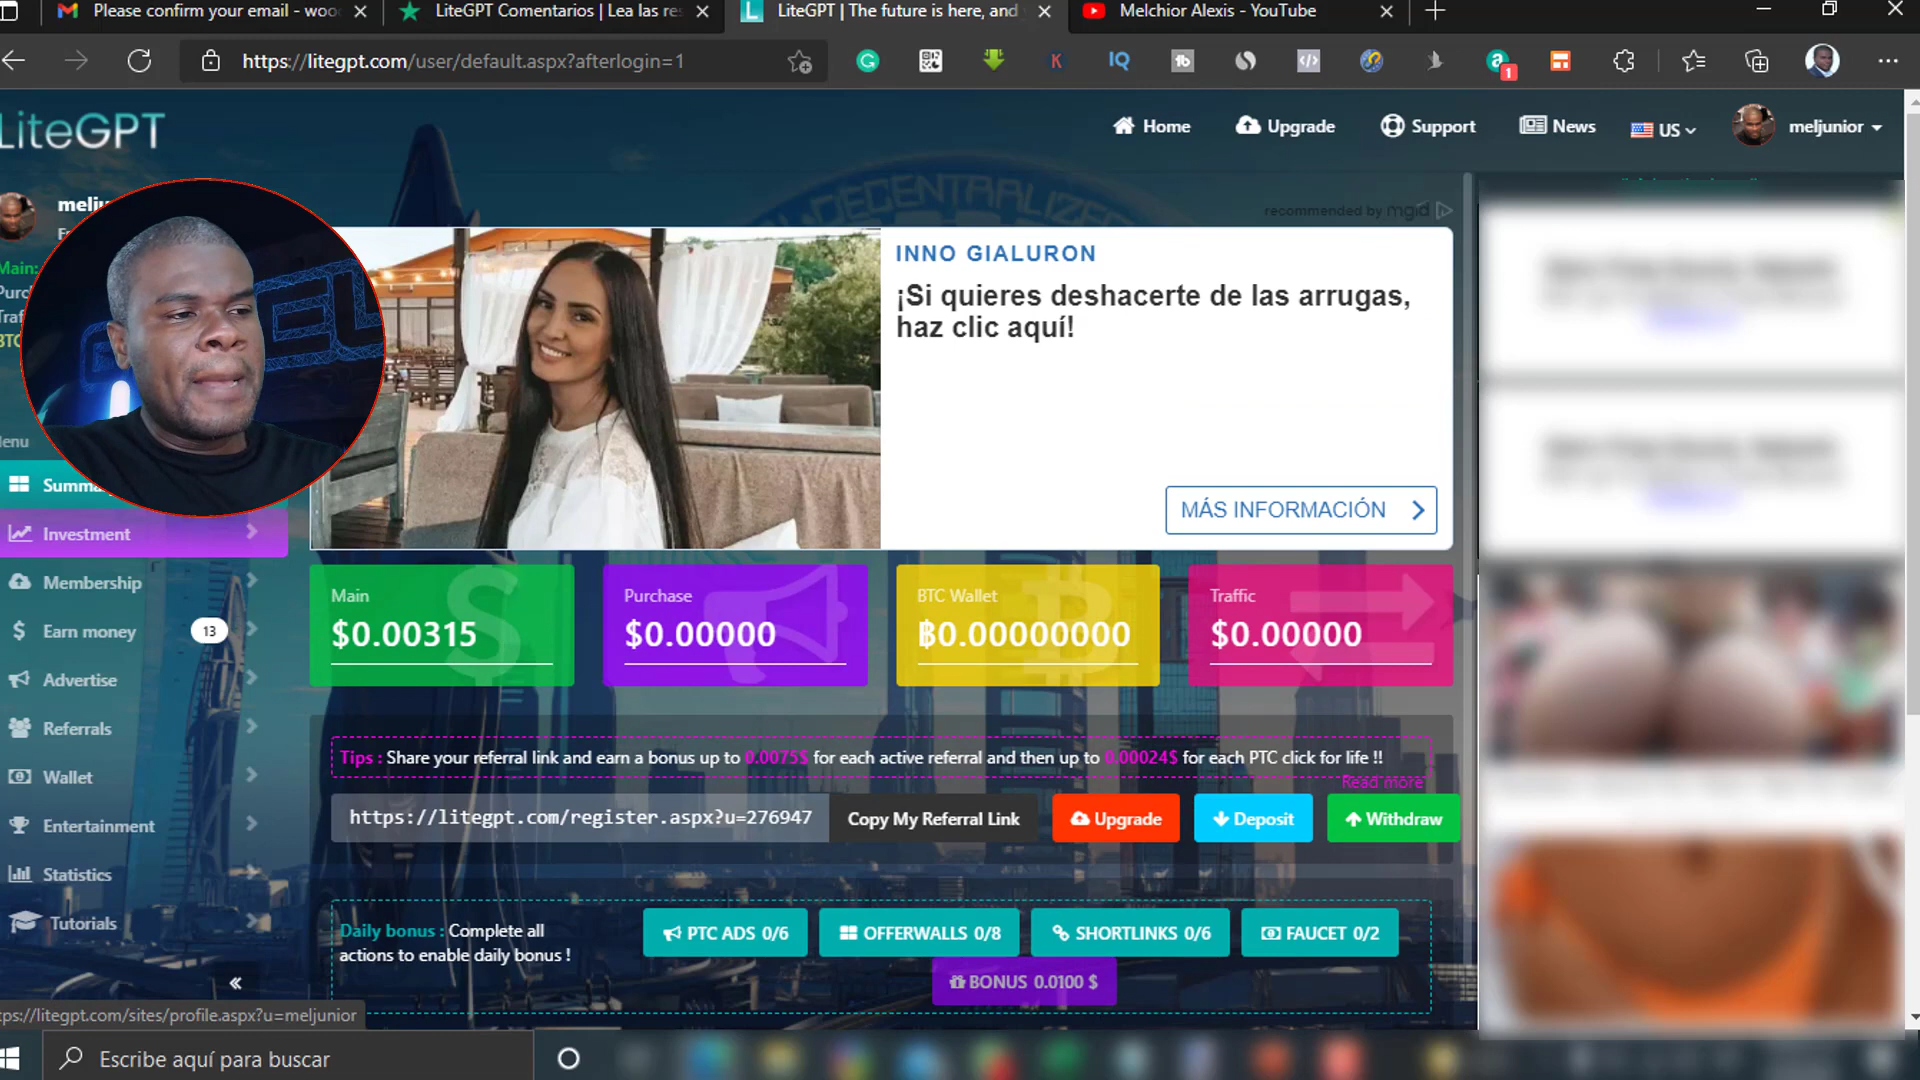 Please confirm your email - woo
LiteGPT Comentarios | Lea las res
LiteGPT | The future is here, and
Melchior Alexis - YouTube
https://litegpt.com/user/default.aspx?afterlogin=1
IQ
1
LiteGPT
Home
Upgrade
Support
News
US
meljunior
DECENTRALIZED
recommended by mgid
Main:
BTC
INNO GIALURON
¡Si quieres deshacerte de las arrugas,
haz clic aquí!
MÁS INFORMACIÓN
Investment
Membership
Earn money 13
Advertise
Referrals
Wallet
Entertainment
Statistics
Tutorials
Main
$0.00315
Purchase
$0.00000
BTC Wallet
฿0.00000000
Traffic
$0.00000
Tips : Share your referral link and earn a bonus up to 0.0075$ for each active referral and then up to 0.00024$ for each PTC click for life !!
Read more
https://litegpt.com/register.aspx?u=276947
Copy My Referral Link
Upgrade
Deposit
Withdraw
Daily bonus : Complete all
actions to enable daily bonus !
PTC ADS 0/6
OFFERWALLS 0/8
SHORTLINKS 0/6
FAUCET 0/2
BONUS 0.0100 $
«
ps://litegpt.com/sites/profile.aspx?u=meljunior
Escribe aquí para buscar